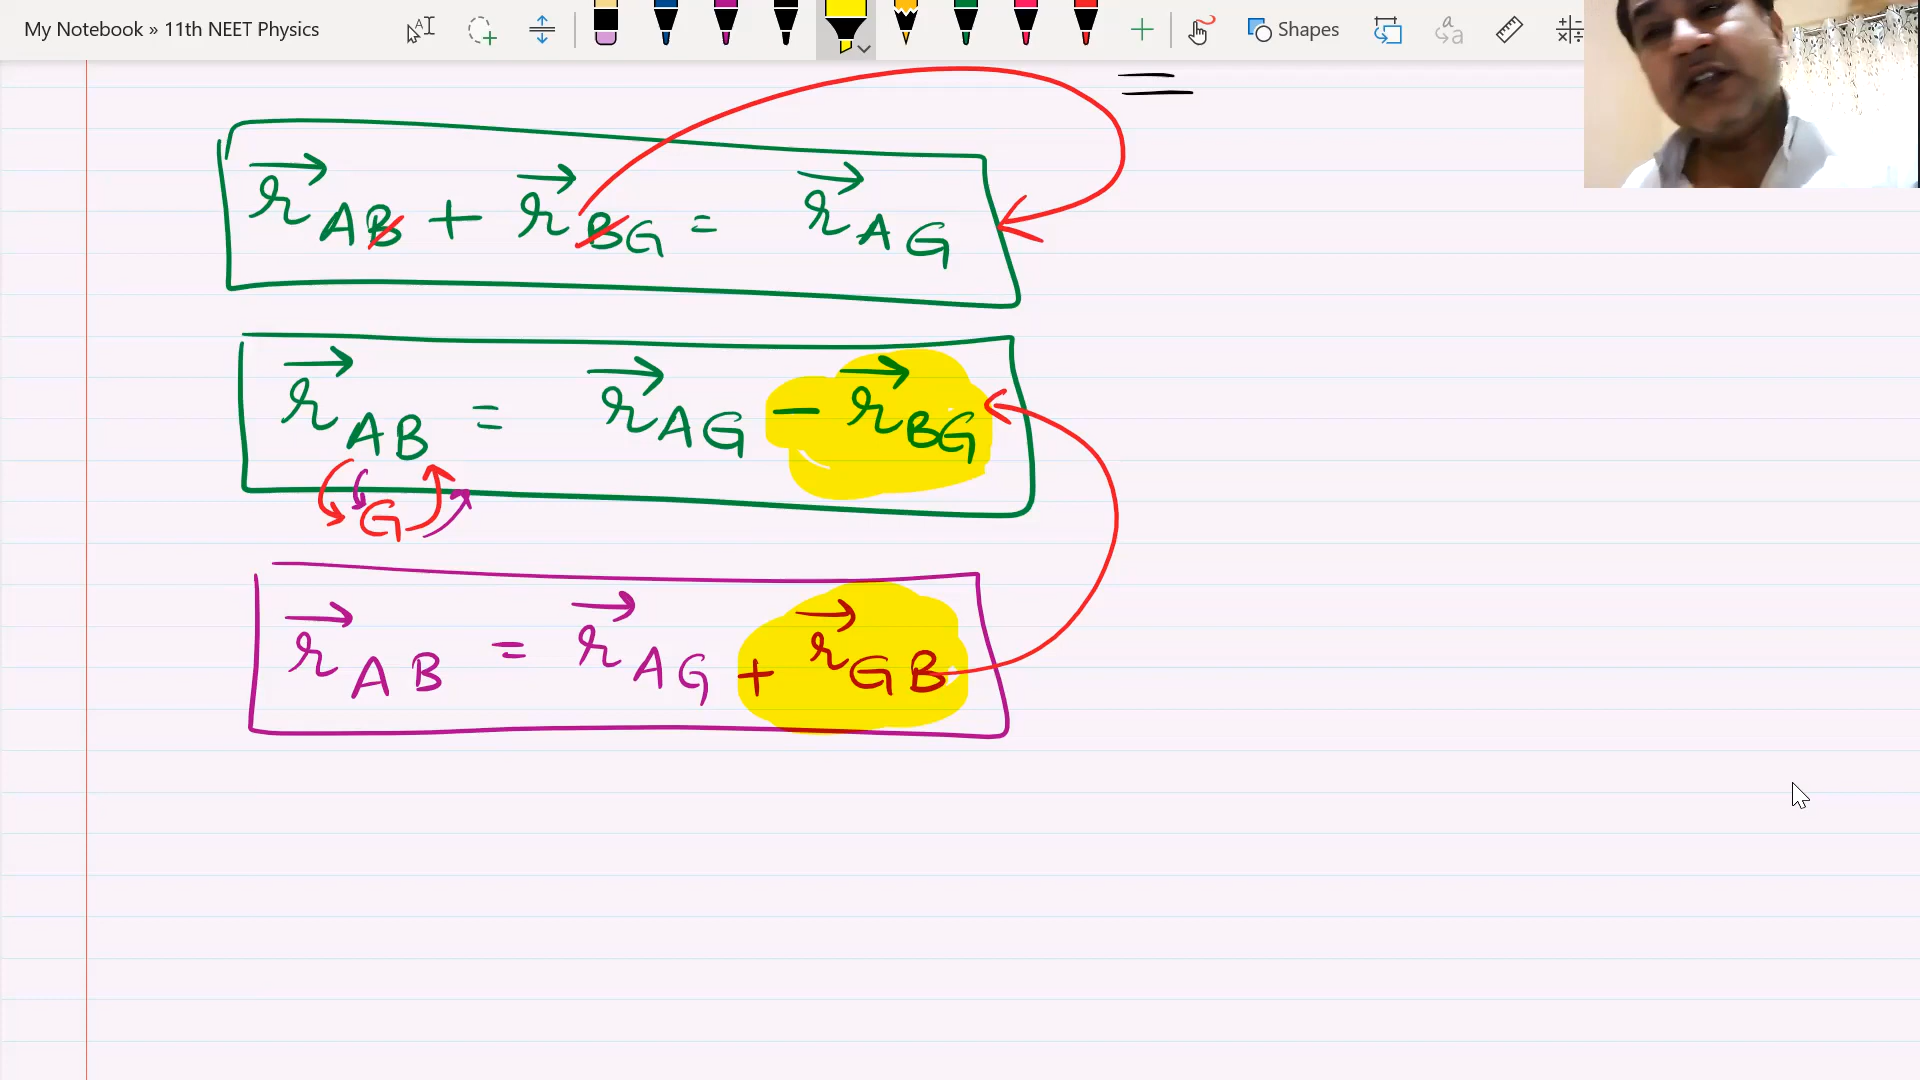 My Notebook » 11th NEET Physics
Shapes
r⃗AB + r⃗BG = r⃗AG
r⃗AB = r⃗AG − r⃗BG
G
r⃗AB = r⃗AG + r⃗GB